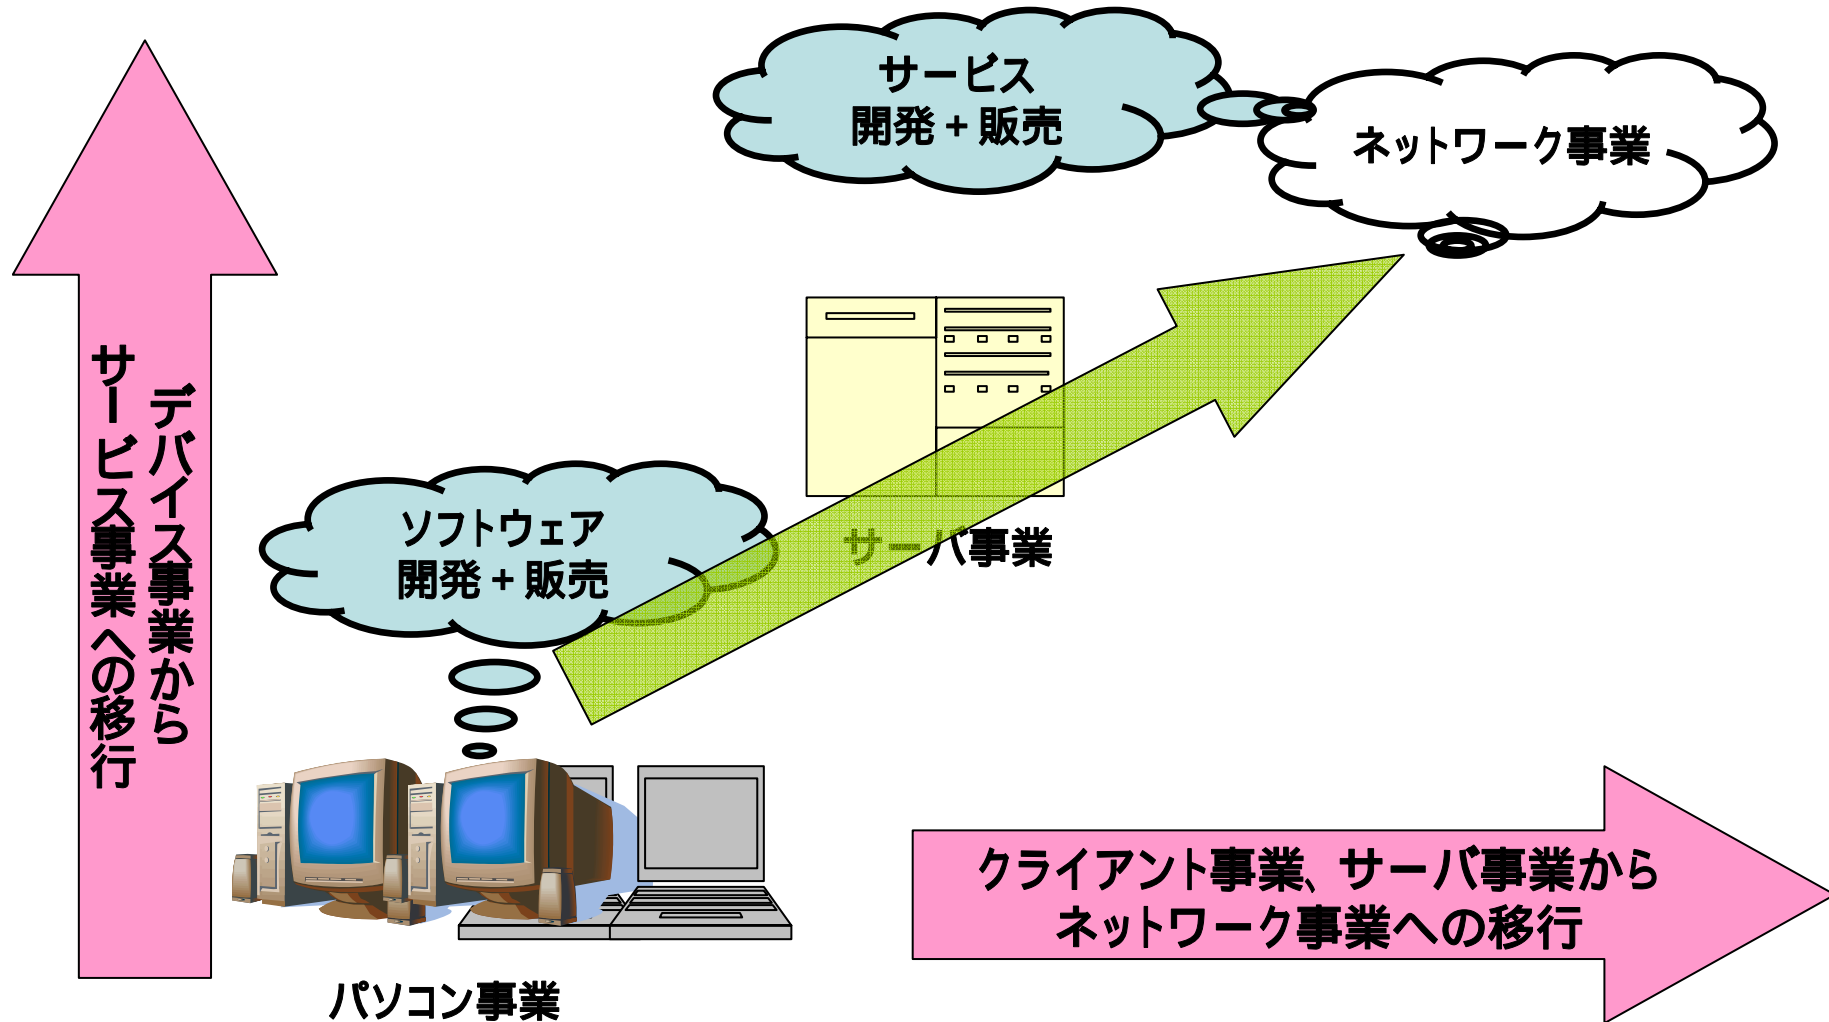 サービス
開発+販売
ネットワーク事業
デバイス事業から
サービス事業への移行
ソフトウェア
開発+販売
サーバ事業
クライアント事業、サーバ事業から
ネットワーク事業への移行
パソコン事業